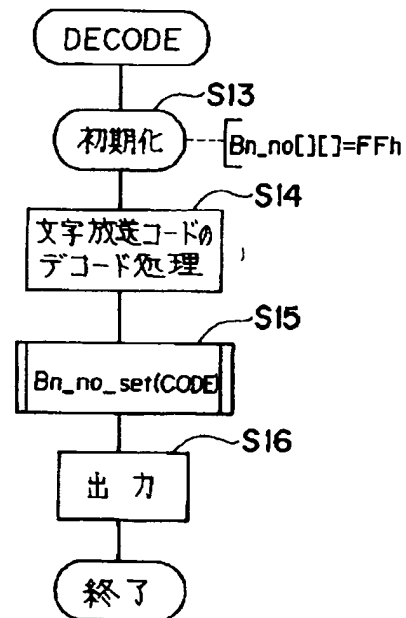 DECODE
S13
初期化
Bn_no[][]=FFh
S14
文字放送コードの
デコード処理
S15
Bn_no_set(CODE)
S16
出力
終了